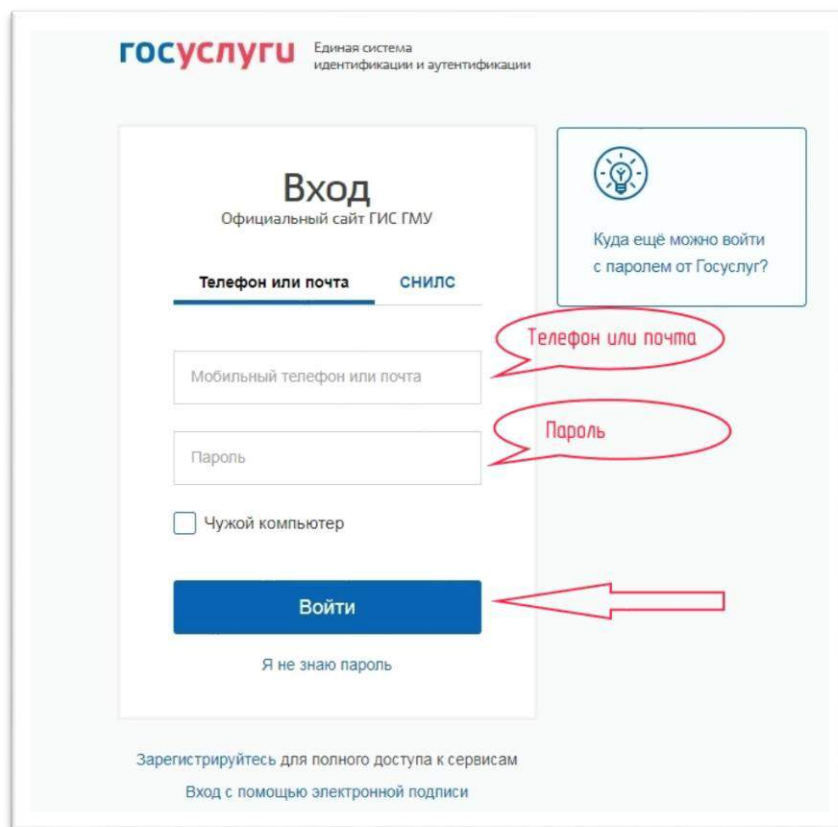 госуслуги
Единая система
идентификации и аутентификации
Вход
Официальный сайт ГИС ГМУ
Телефон или почта СНИЛС
Мобильный телефон или почта
Пароль
Чужой компьютер
Войти
Я не знаю пароль
Зарегистрируйтесь для полного доступа к сервисам
Вход с помощью электронной подписи
Куда ещё можно войти
с паролем от Госуслуг?
Телефон или почта
Пароль